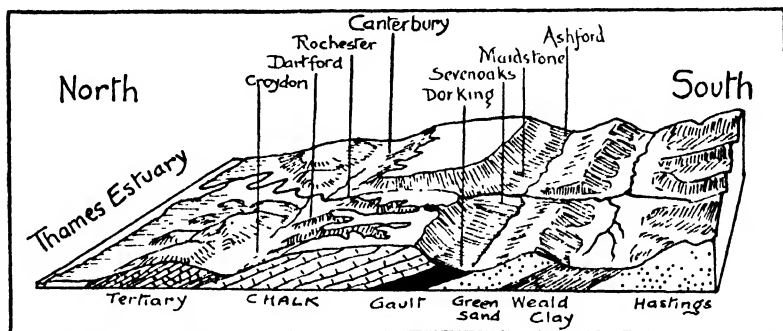 Canterbury
Rochester
Dartford
Croydon
Ashford
Maidstone
Sevenoaks
Dorking
North
South
Thames Estuary
Tertiary
CHALK
Gault
Green
Sand
Weald
Clay
Hastings